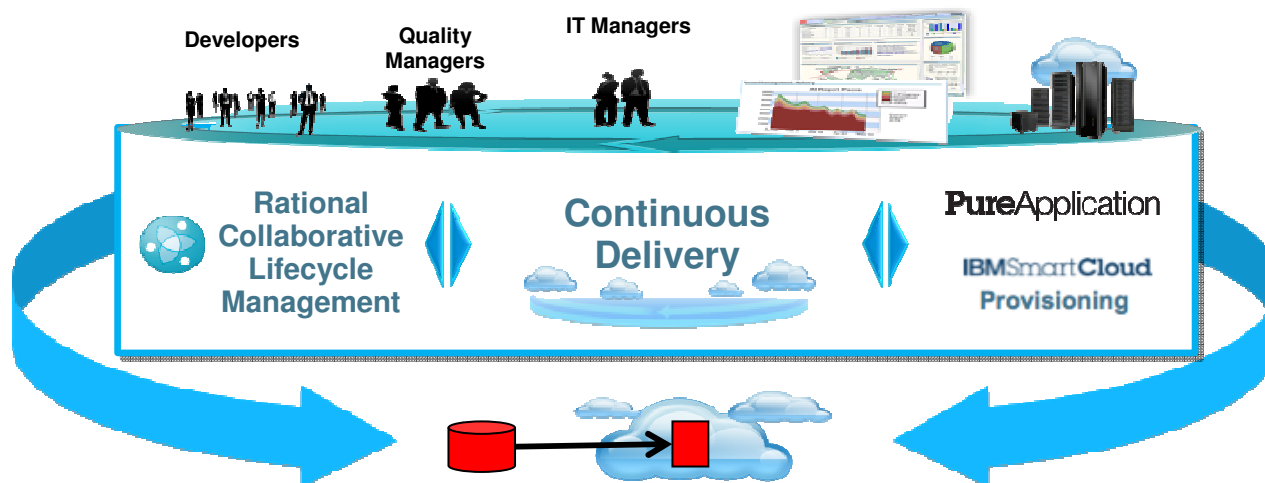 Developers
Quality
Managers
IT Managers
Rational
Collaborative
Lifecycle
Management
Continuous
Delivery
PureApplication
IBMSmartCloud
Provisioning